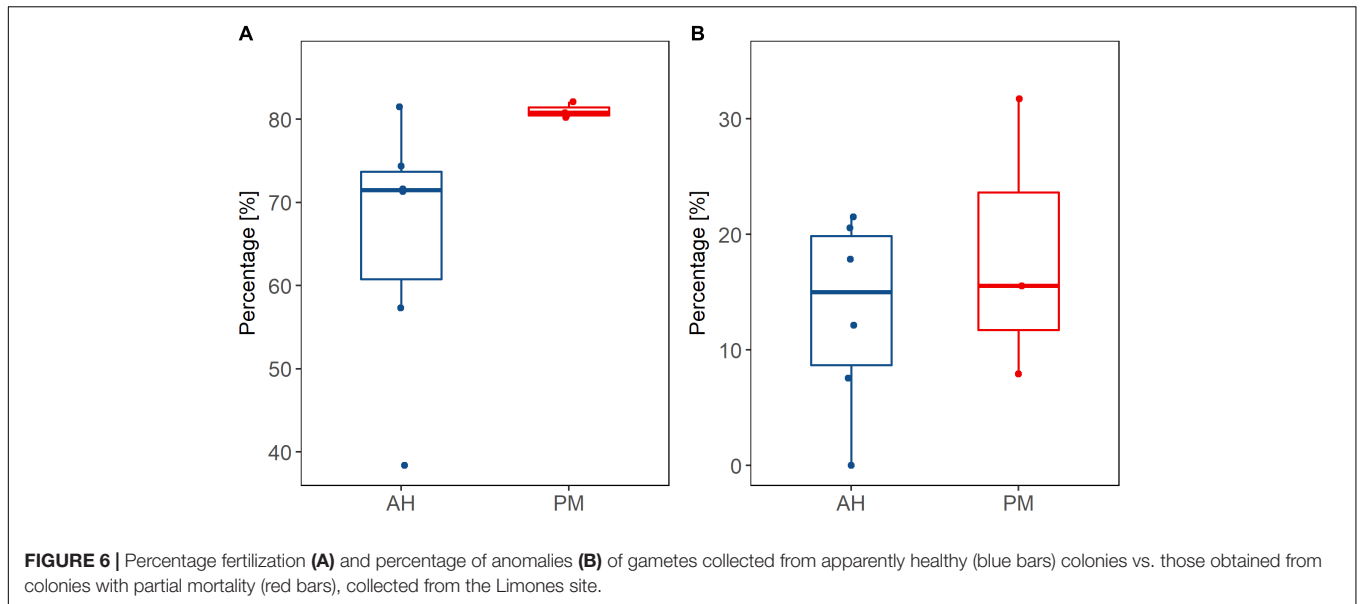 A
B
Percentage [%]
80
70
60
50
40
AH
PM
Percentage [%]
30
20
10
0
AH
PM
FIGURE 6 | Percentage fertilization (A) and percentage of anomalies (B) of gametes collected from apparently healthy (blue bars) colonies vs. those obtained from
colonies with partial mortality (red bars), collected from the Limones site.